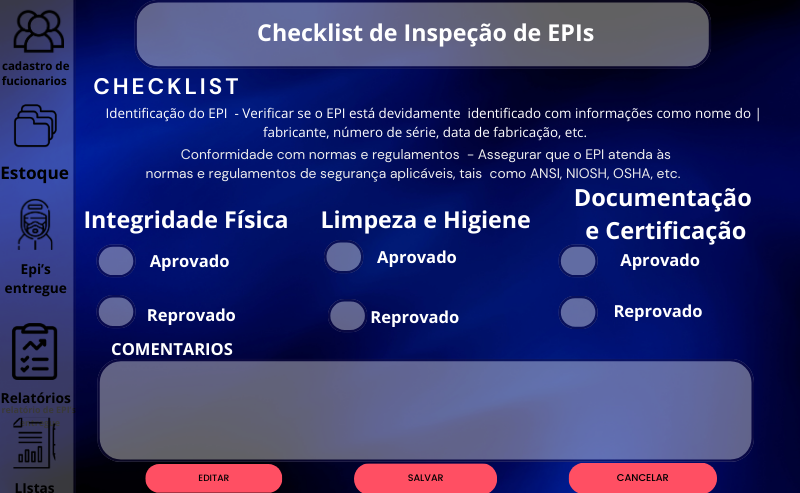 Checklist de Inspeção de EPIs
cadastro de
fucionarios
Estoque
Epi's
entregue
Relatórios
LIstas
CHECKLIST
Identificação do EPI - Verificar se o EPI está devidamente identificado com informações como nome do |
fabricante, número de série, data de fabricação, etc.
Conformidade com normas e regulamentos - Assegurar que o EPI atenda às
normas e regulamentos de segurança aplicáveis, tais como ANSI, NIOSH, OSHA, etc.
Integridade Física
Aprovado
Reprovado
Limpeza e Higiene
Aprovado
Reprovado
Documentação
e Certificação
Aprovado
Reprovado
COMENTARIOS
EDITAR
SALVAR
CANCELAR